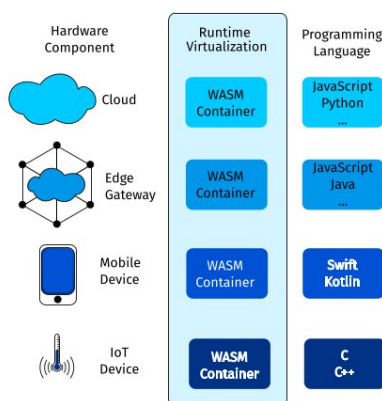 Hardware
Component
Runtime
Virtualization
Programming
Language
Cloud
WASM
Container
JavaScript
Python
...
Edge
Gateway
WASM
Container
JavaScript
Java
...
Mobile
Device
WASM
Container
Swift
Kotlin
IoT
Device
WASM
Container
C
C++